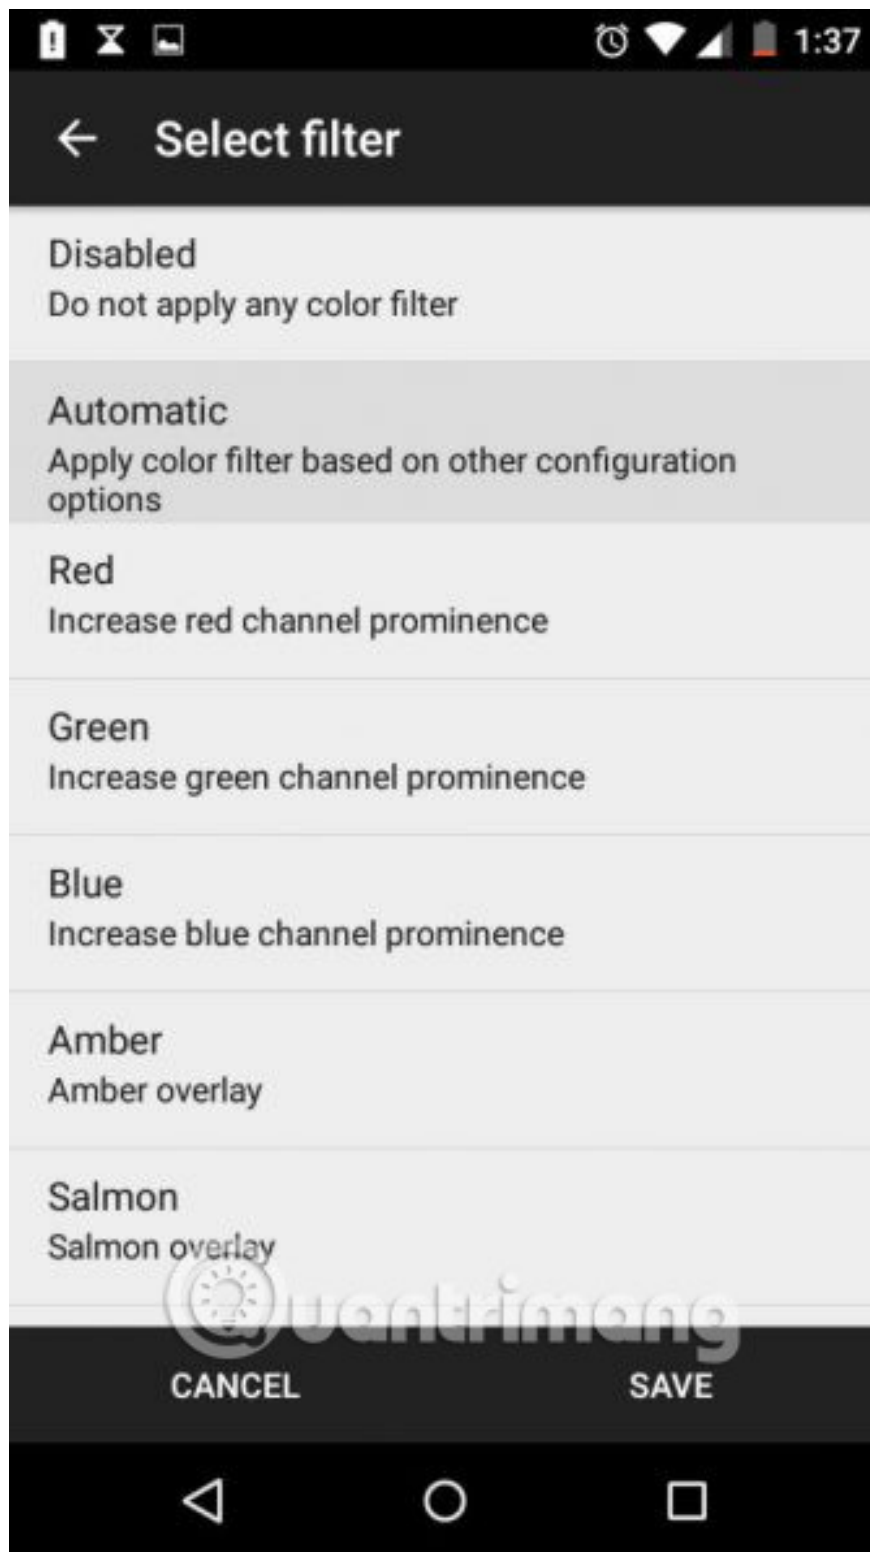 1:37
Select filter
Disabled
Do not apply any color filter
Automatic
Apply color filter based on other configuration
options
Red
Increase red channel prominence
Green
Increase green channel prominence
Blue
Increase blue channel prominence
Amber
Amber overlay
Salmon
Salmon overlay
Quantrimang
CANCEL
SAVE